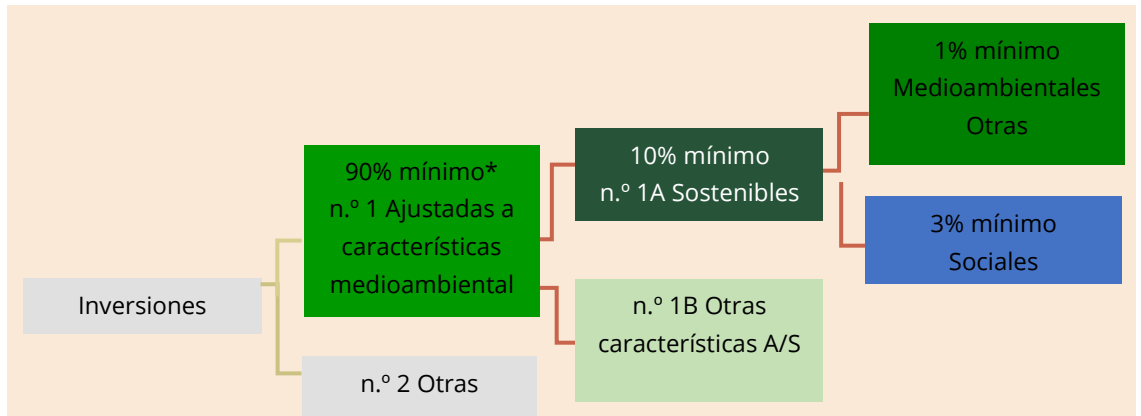 Inversiones
90% mínimo*
n.º 1 Ajustadas a
características
medioambiental
n.º 2 Otras
10% mínimo
n.º 1A Sostenibles
n.º 1B Otras
características A/S
1% mínimo
Medioambientales
Otras
3% mínimo
Sociales